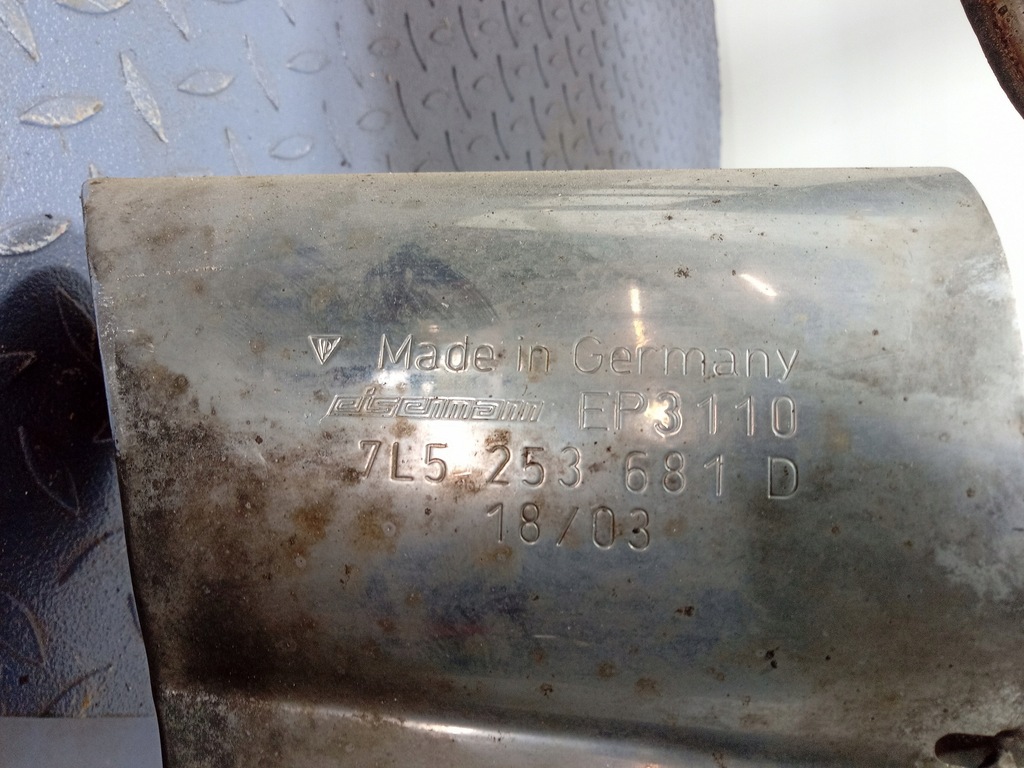 Made in Germany
eisenmann EP3110
7L5 253 681 D
18/03